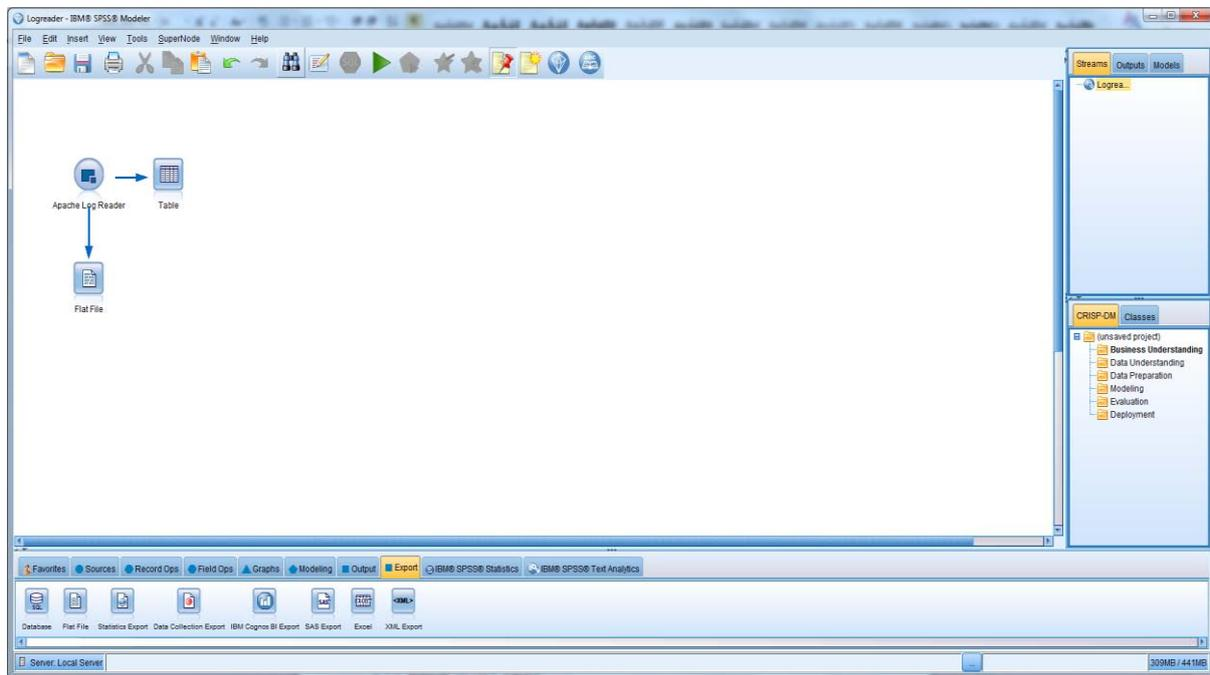 Logreader - IBM® SPSS® Modeler
File Edit Insert View Tools SuperNode Window Help
Streams Outputs Models
Logrea...
Apache Log Reader
Table
Flat File
CRISP-DM Classes
(unsaved project)
Business Understanding
Data Understanding
Data Preparation
Modeling
Evaluation
Deployment
Favorites Sources Record Ops Field Ops Graphs Modeling Output Export IBM® SPSS® Statistics IBM® SPSS® Text Analytics
SQL SAS <XML>
Database Flat File Statistics Export Data Collection Export IBM Cognos BI Export SAS Export Excel XML Export
Server: Local Server ... 309MB / 441MB